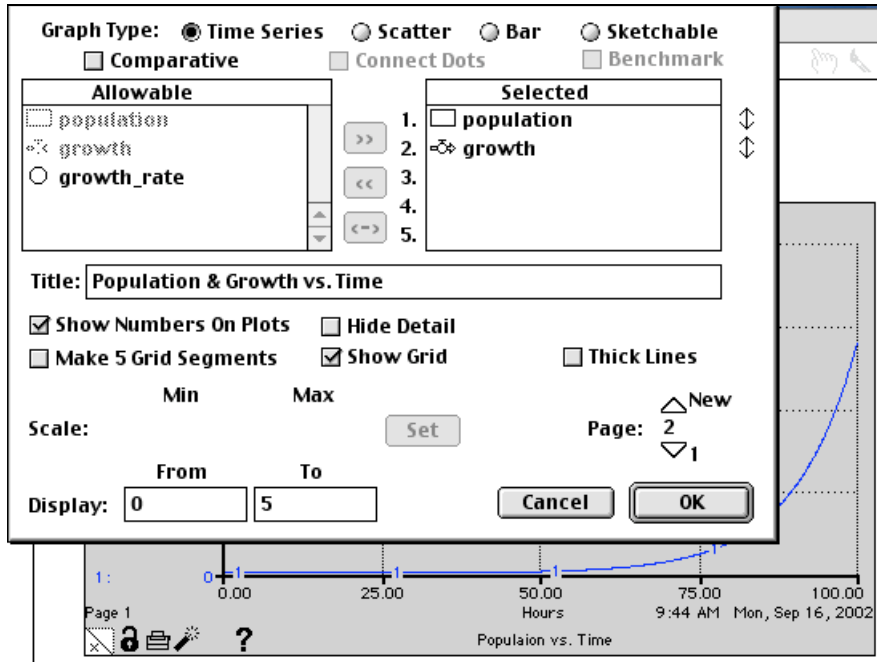 Graph Type: Time Series Scatter Bar Sketchable
Comparative Connect Dots Benchmark
Allowable Selected
population 1. population
growth >> 2. growth
growth_rate << 3.
4.
<-> 5.
Title: Population & Growth vs. Time
Show Numbers On Plots Hide Detail
Make 5 Grid Segments Show Grid Thick Lines
Min Max New
Scale: Set Page: 2
1
From To
Display: 0 5 Cancel OK
1
1: 0 1 1 1
0.00 25.00 50.00 75.00 100.00
Page 1 Hours 9:44 AM Mon, Sep 16, 2002
? Populaion vs. Time